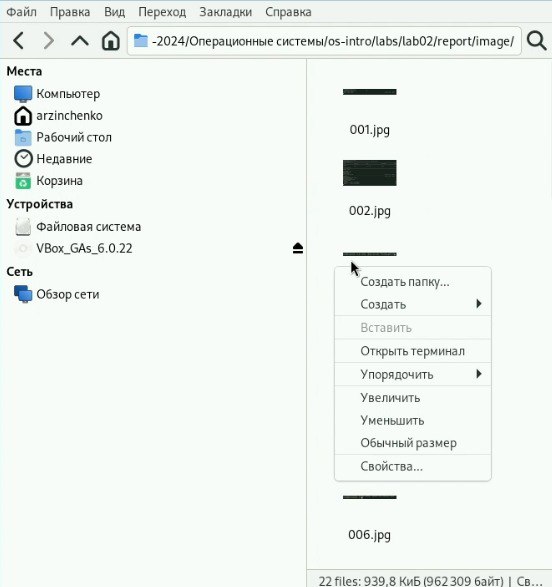 Файл Правка Вид Переход Закладки Справка
-2024/Операционные системы/os-intro/labs/lab02/report/image/
Места
Компьютер
arzinchenko
Рабочий стол
Недавние
Корзина
Устройства
Файловая система
VBox_GAs_6.0.22
Сеть
Обзор сети
001.jpg
002.jpg
Создать папку...
Создать
Вставить
Открыть терминал
Упорядочить
Увеличить
Уменьшить
Обычный размер
Свойства...
006.jpg
22 files: 939,8 КиБ (962 309 байт) | Св...